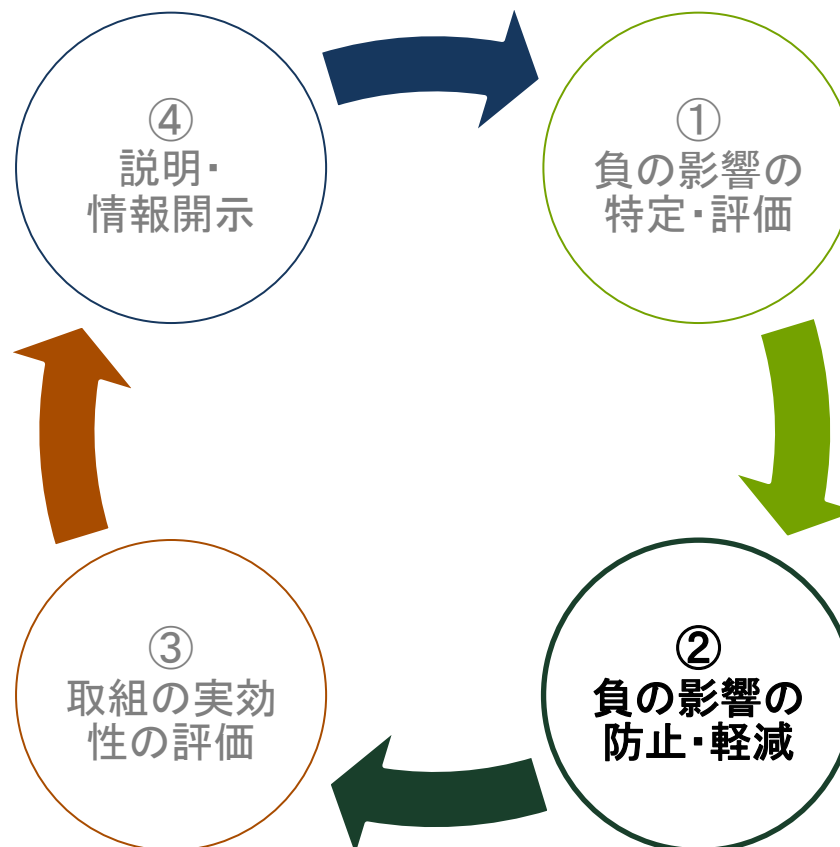 ④
説明・
情報開示
①
負の影響の
特定・評価
③
取組の実効
性の評価
②
負の影響の
防止・軽減